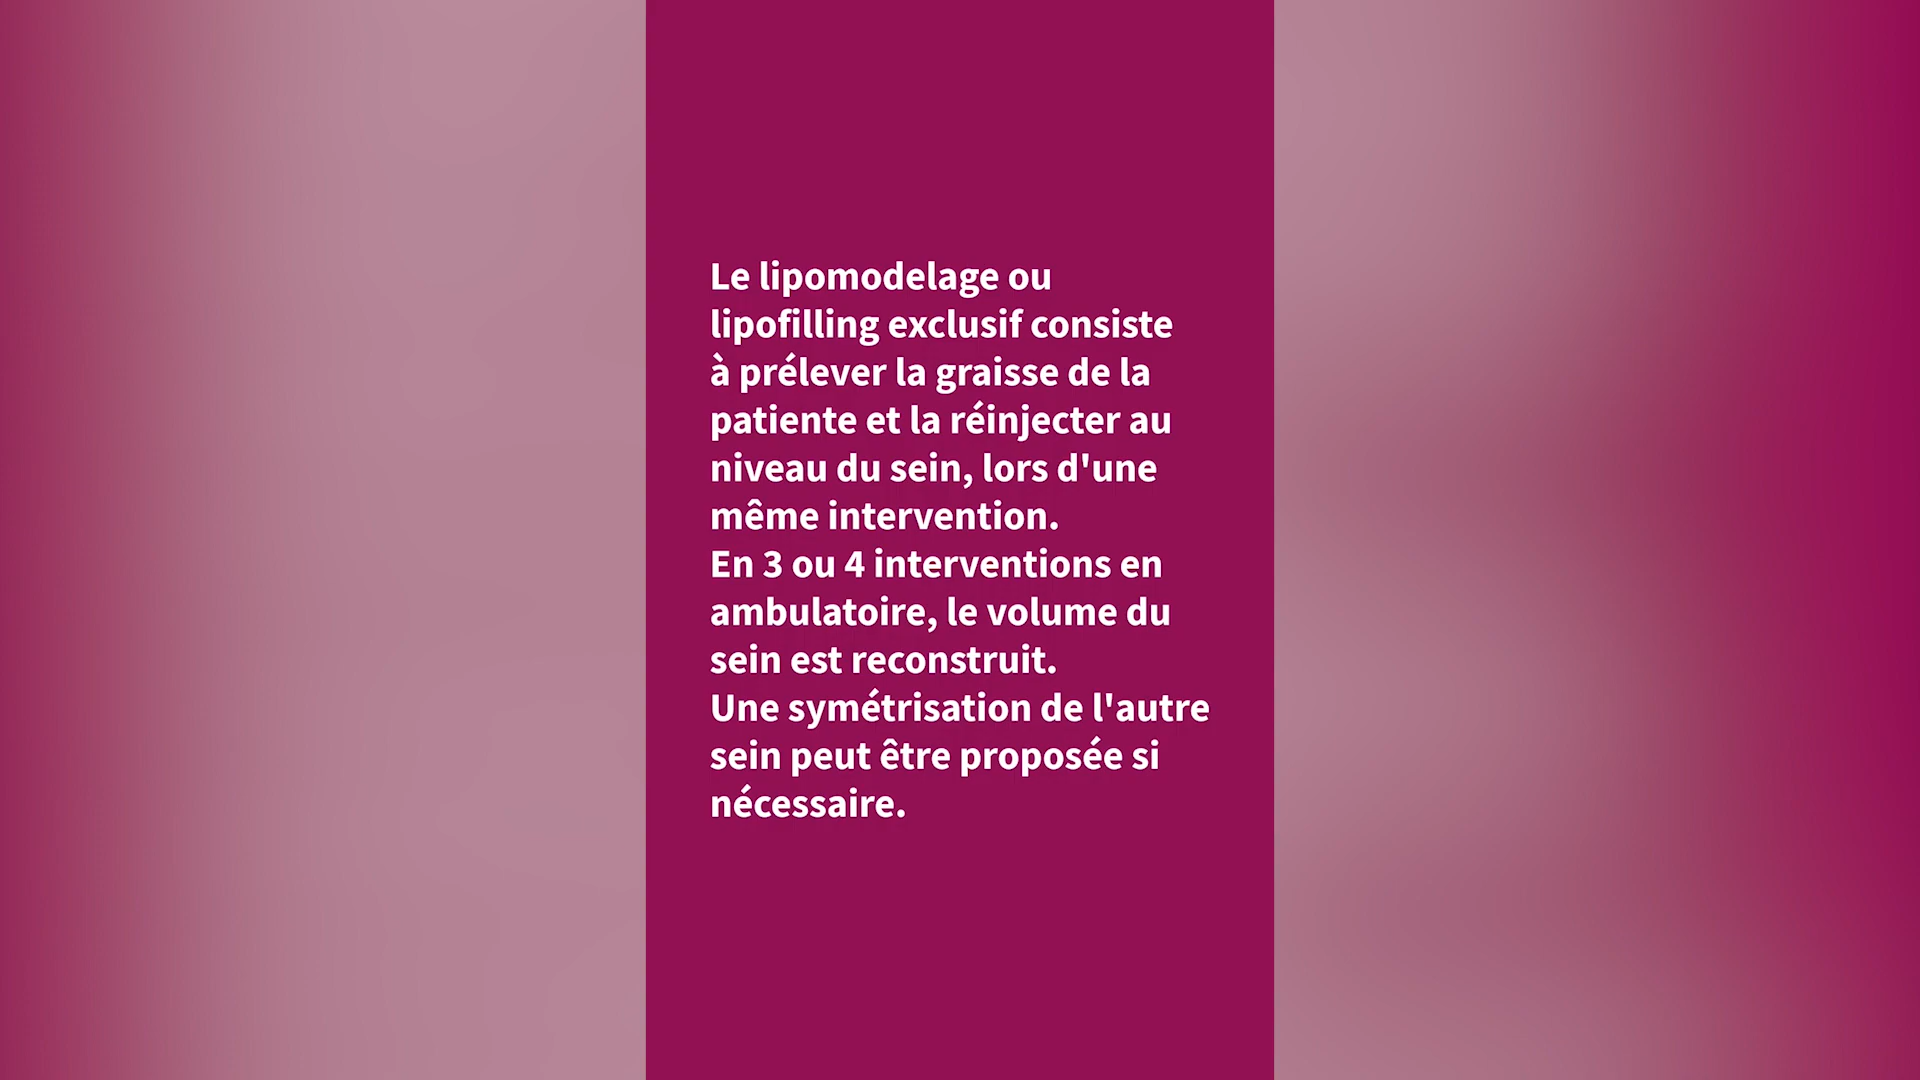 Le lipomodelage ou
lipofilling exclusif consiste
à prélever la graisse de la
patiente et la réinjecter au
niveau du sein, lors d'une
même intervention.
En 3 ou 4 interventions en
ambulatoire, le volume du
sein est reconstruit.
Une symétrisation de l'autre
sein peut être proposée si
nécessaire.